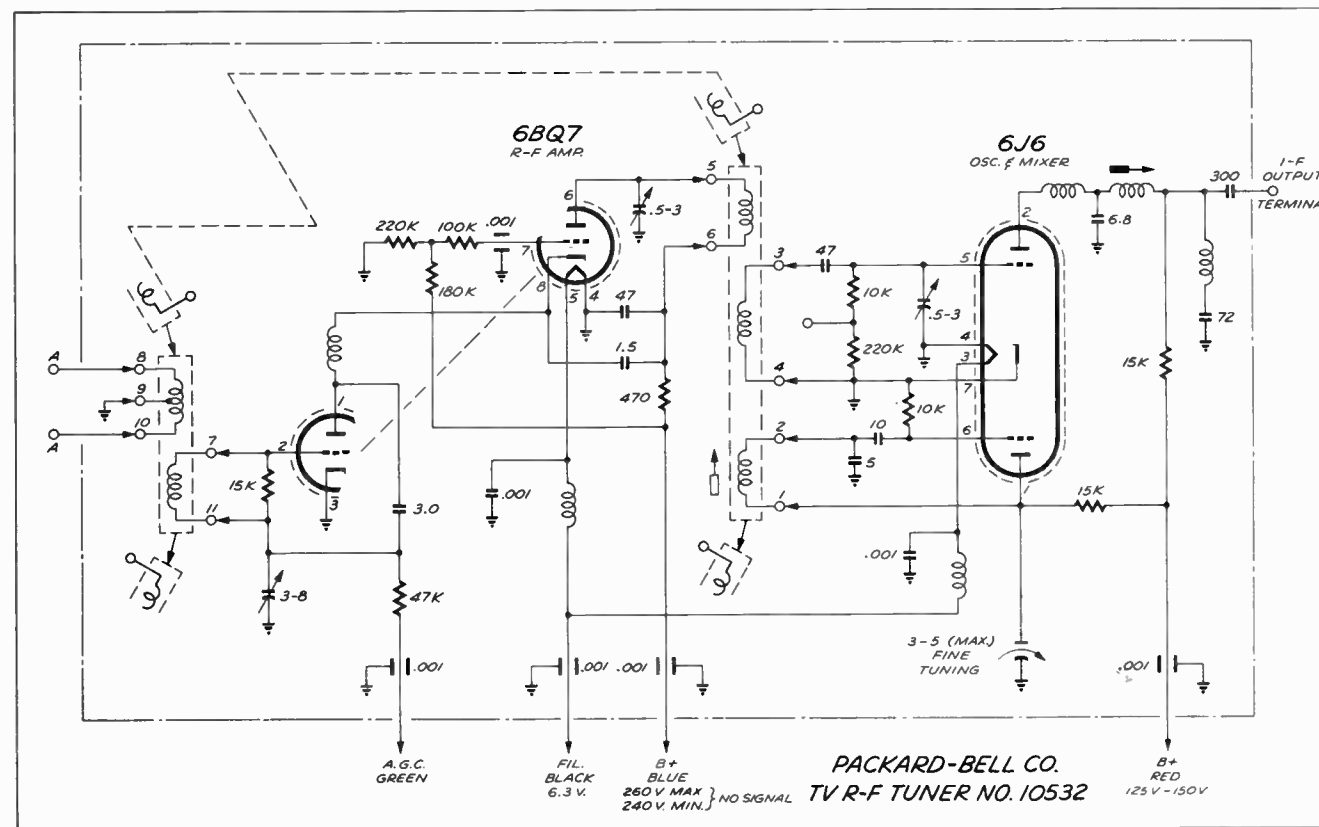 6BQ7
R-F AMP.
6J6
OSC. & MIXER
I-F
OUTPUT
TERMINA
300
5
6
2
6
.5-3
6.8
220K
100K
.001
7
180K
8
5
4
47
1.5
470
3
47
5
10K
.5-3
220K
4
3
4
7
10K
2
10
6
5
1
15K
72
15K
A
8
9
10
A
7
2
15K
11
3
3.0
.001
3-8
47K
.001
.001
.001
.001
3-5 (MAX.)
FINE
TUNING
.001
A.G.C.
GREEN
FIL.
BLACK
6.3 V.
B+
BLUE
260 V MAX
240 V. MIN. } NO SIGNAL
PACKARD-BELL CO.
TV R-F TUNER NO. 10532
B+
RED
125 V-150 V